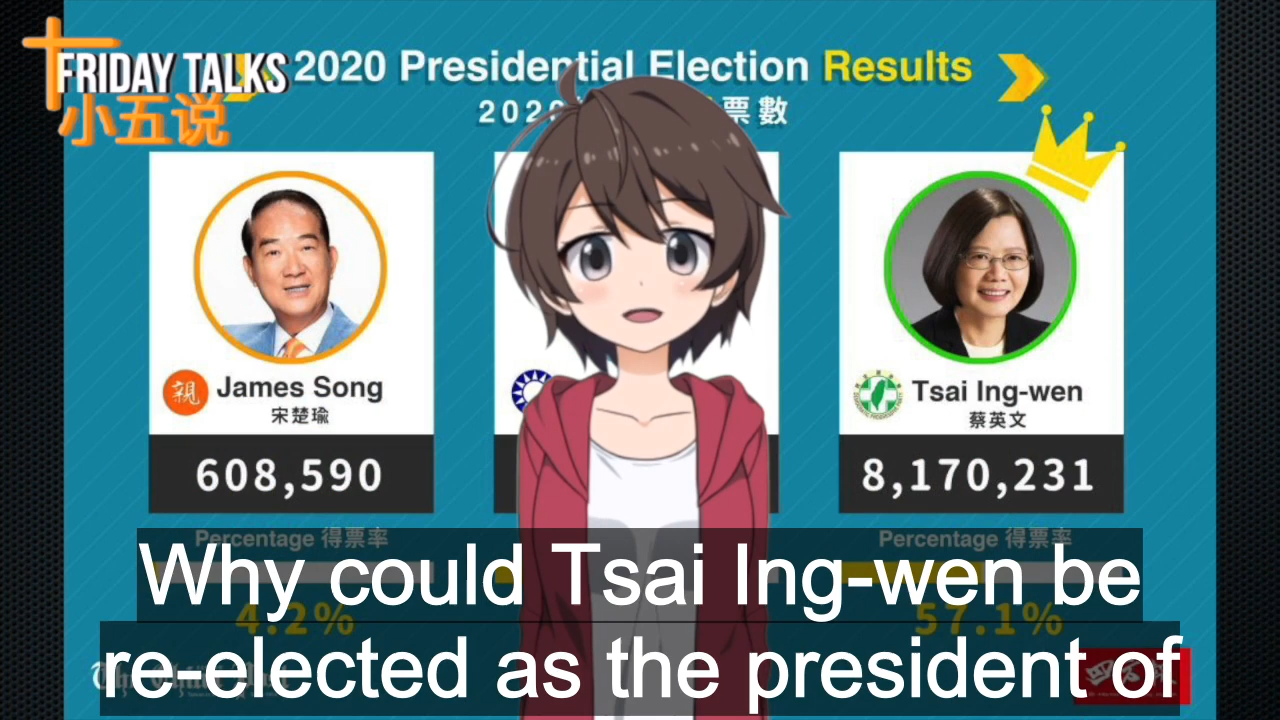 FRIDAY TALKS
小五说
2020 Presidential Election Results
2020 票數
親 James Song
宋楚瑜
608,590
Percentage 得票率
4.2%
Tsai Ing-wen
蔡英文
8,170,231
Percentage 得票率
57.1%
Why could Tsai Ing-wen be
re-elected as the president of